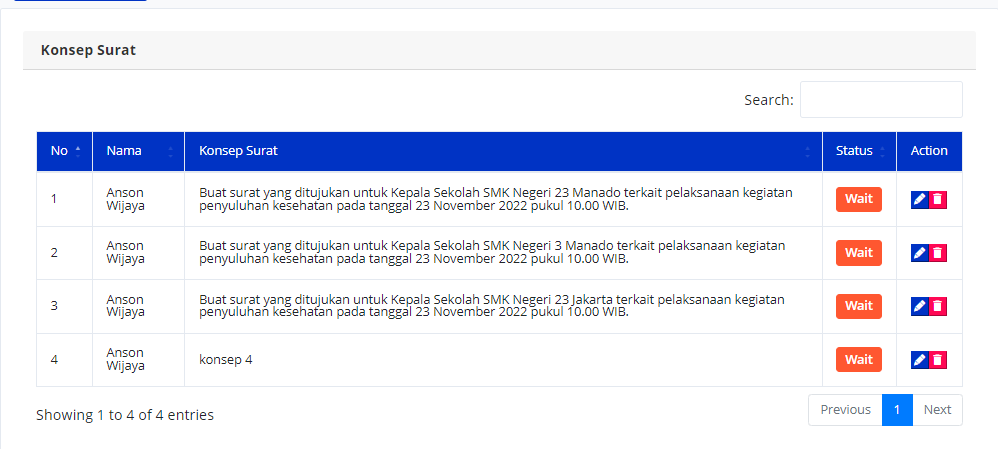 Konsep Surat
Search:
No Nama Konsep Surat Status Action
1 Anson Wijaya Buat surat yang ditujukan untuk Kepala Sekolah SMK Negeri 23 Manado terkait pelaksanaan kegiatan
penyuluhan kesehatan pada tanggal 23 November 2022 pukul 10.00 WIB. Wait
2 Anson Wijaya Buat surat yang ditujukan untuk Kepala Sekolah SMK Negeri 3 Manado terkait pelaksanaan kegiatan
penyuluhan kesehatan pada tanggal 23 November 2022 pukul 10.00 WIB. Wait
3 Anson Wijaya Buat surat yang ditujukan untuk Kepala Sekolah SMK Negeri 23 Jakarta terkait pelaksanaan kegiatan
penyuluhan kesehatan pada tanggal 23 November 2022 pukul 10.00 WIB. Wait
4 Anson Wijaya konsep 4 Wait
Showing 1 to 4 of 4 entries
Previous 1 Next